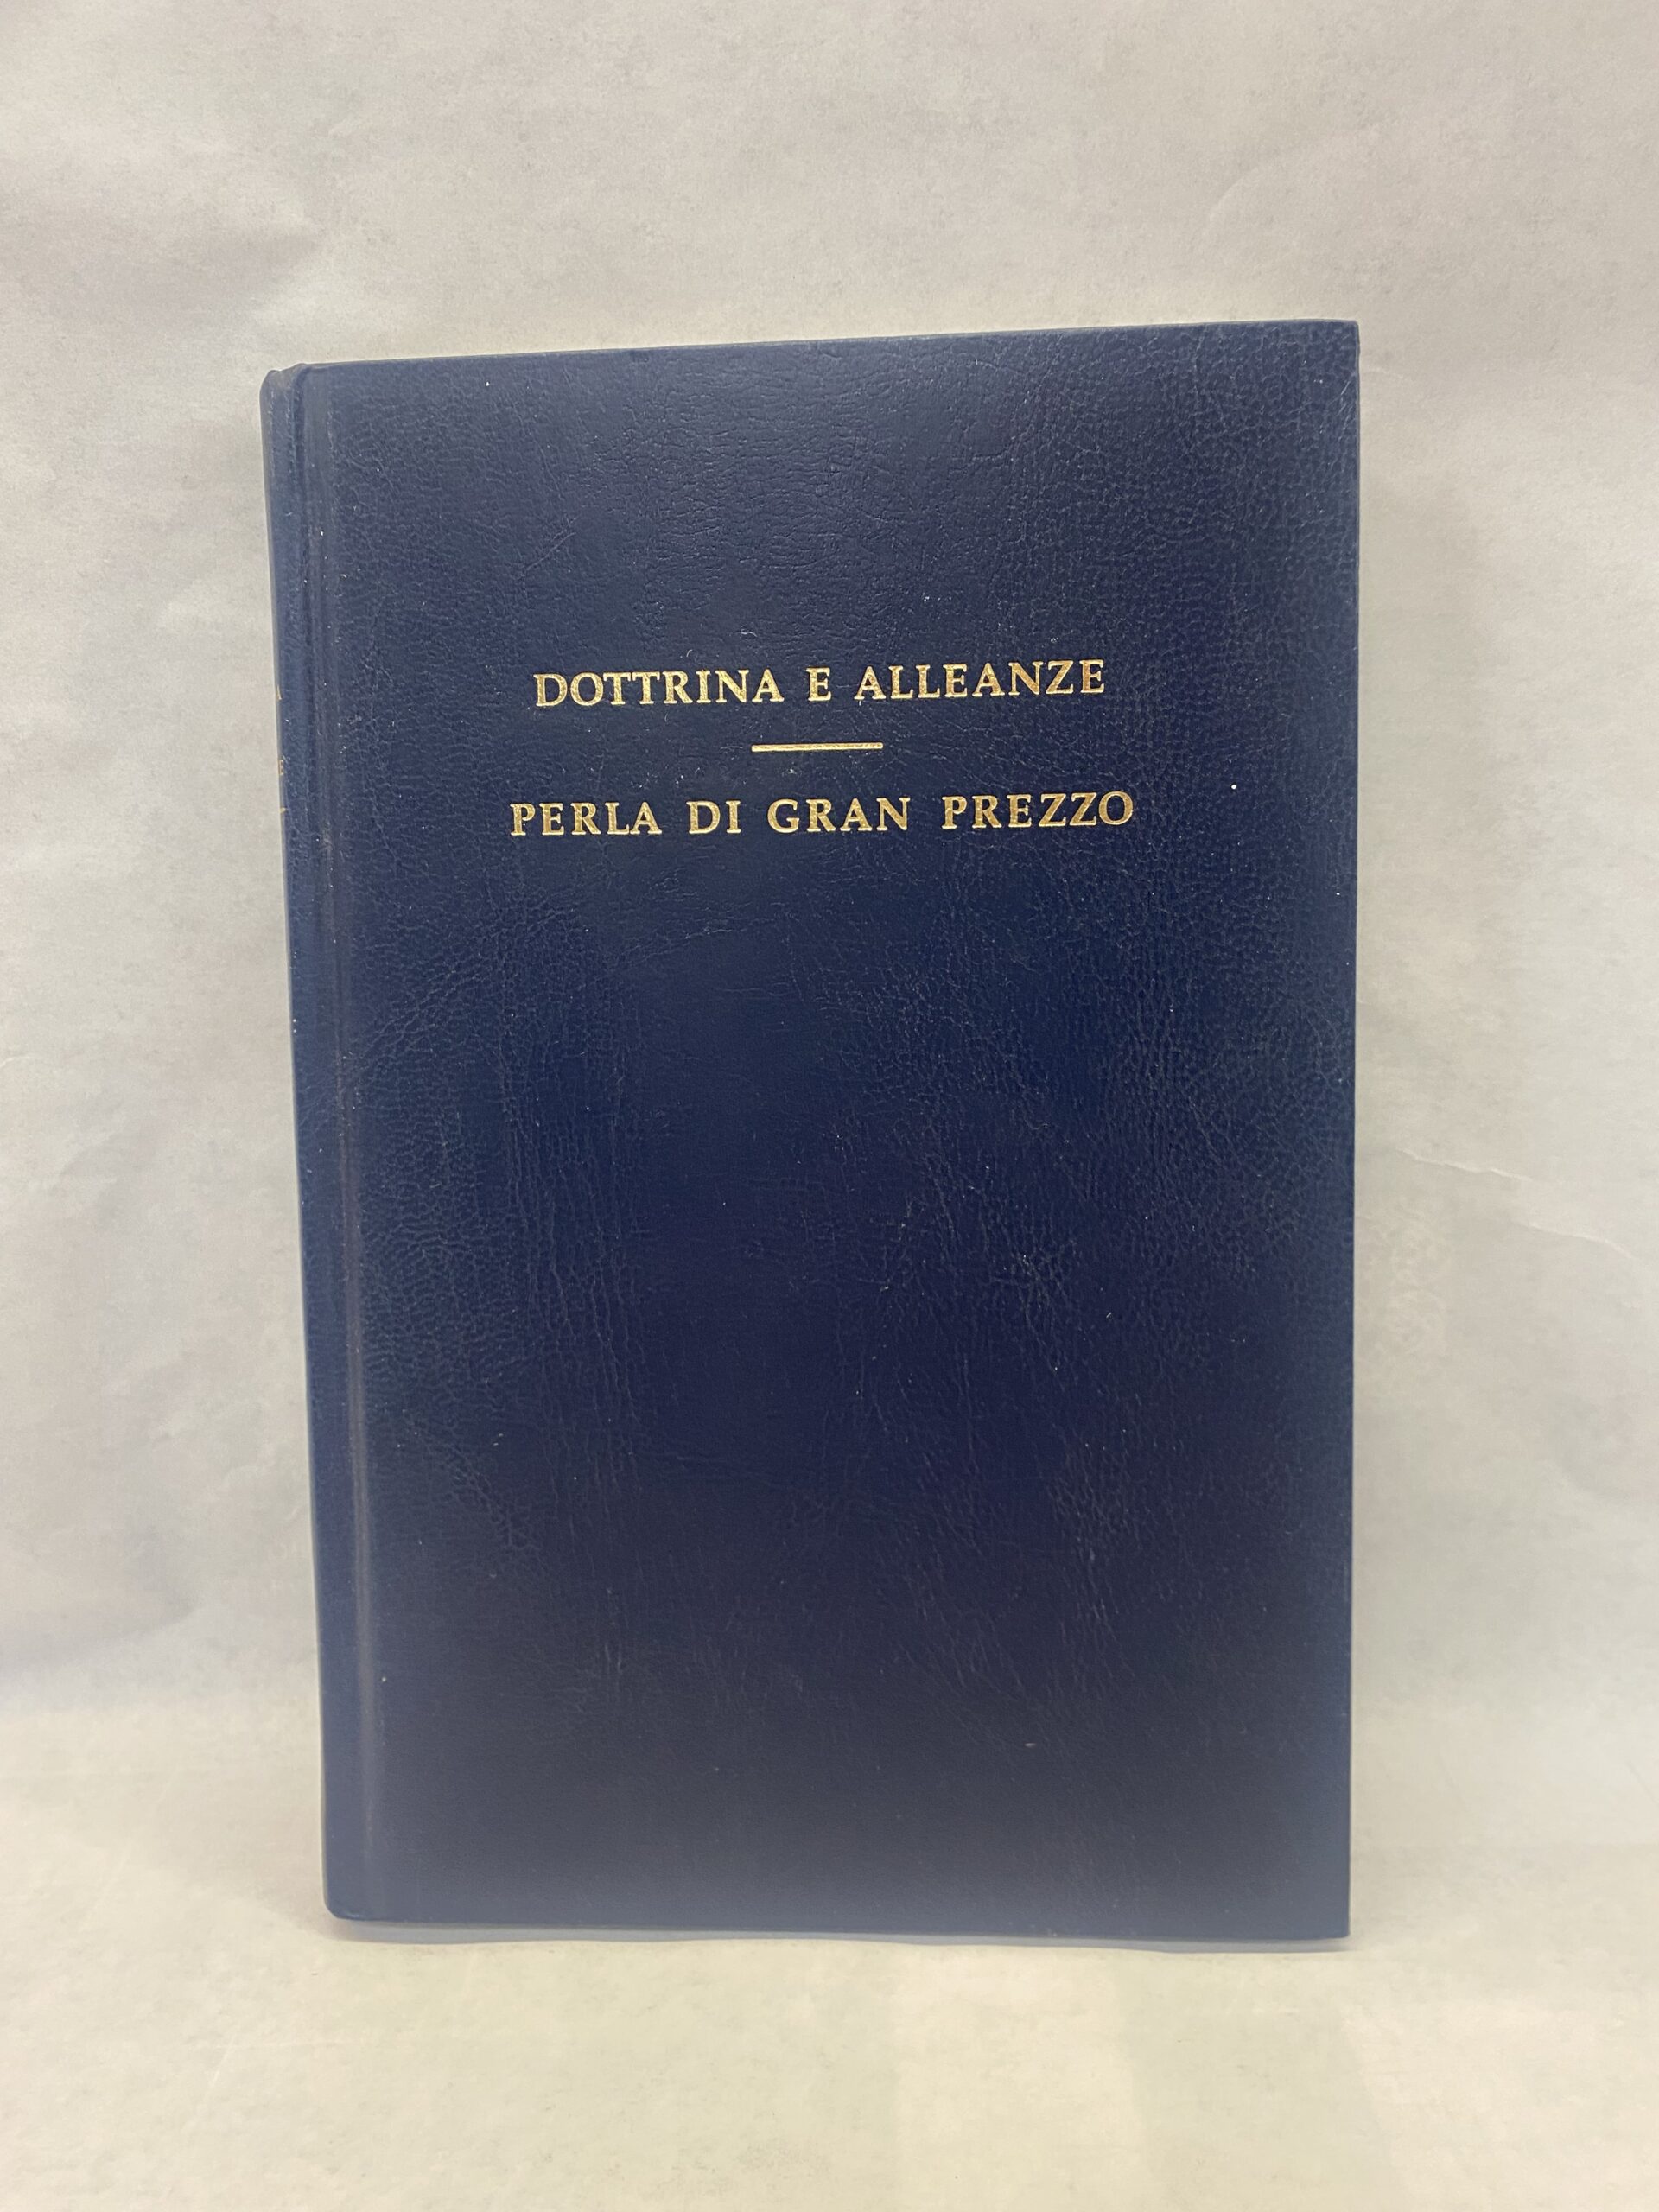 DOTTRINA E ALLEANZE
PERLA DI GRAN PREZZO